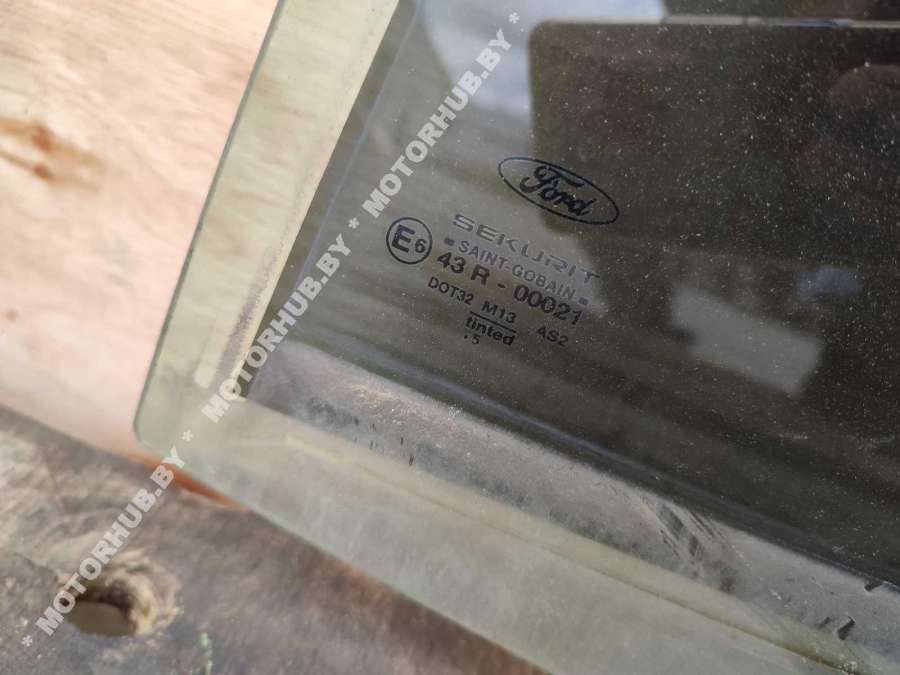 Ford
SEKURIT
SAINT-GOBAIN
E6
43 R - 00021
DOT32 M13 AS2
tinted
.5
* MOTORHUB.BY * MOTORHUB.BY * MOTORHUB.BY *